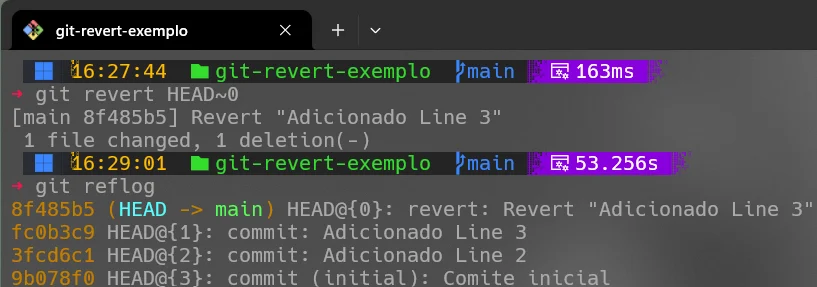 git-revert-exemplo
16:27:44 git-revert-exemplo main 163ms
→ git revert HEAD~0
[main 8f485b5] Revert "Adicionado Line 3"
1 file changed, 1 deletion(-)
16:29:01 git-revert-exemplo main 53.256s
→ git reflog
8f485b5 (HEAD -> main) HEAD@{0}: revert: Revert "Adicionado Line 3"
fc0b3c9 HEAD@{1}: commit: Adicionado Line 3
3fcd6c1 HEAD@{2}: commit: Adicionado Line 2
9b078f0 HEAD@{3}: commit (initial): Comite inicial